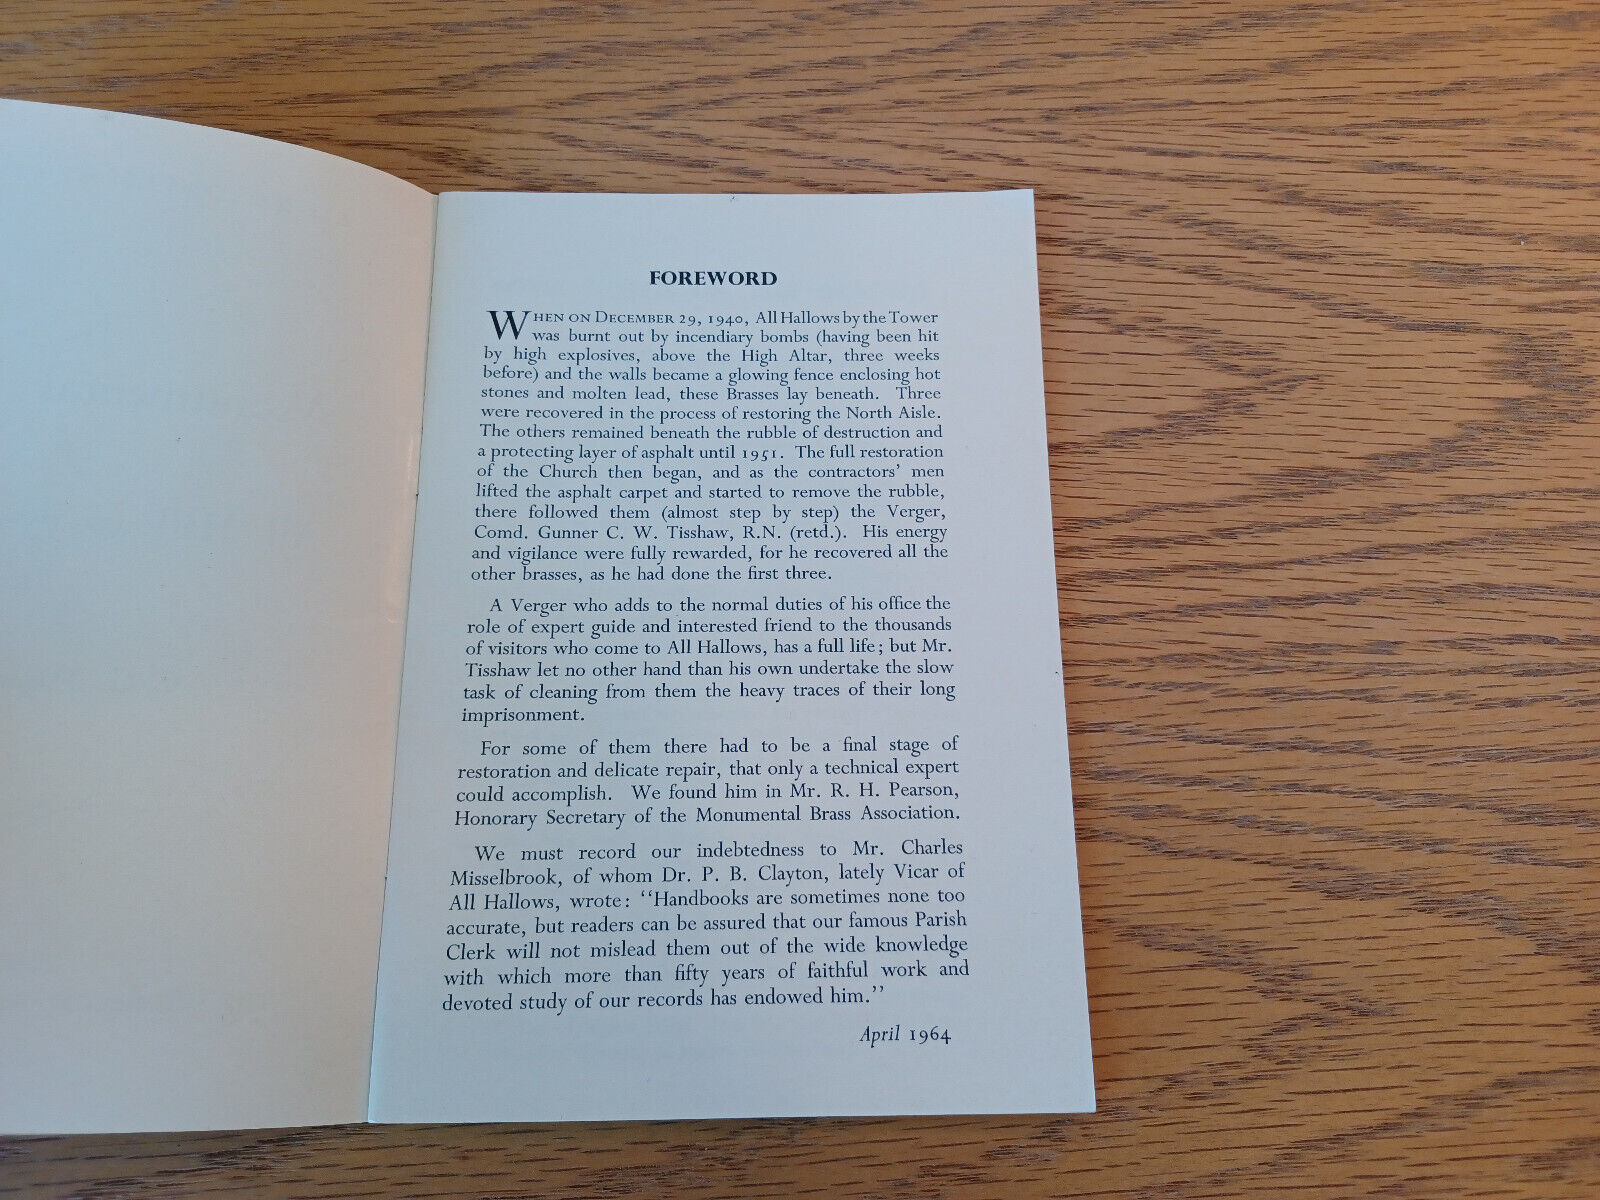 FOREWORD
WHEN ON DECEMBER 29, 1940, All Hallows by the Tower
was burnt out by incendiary bombs (having been hit
by high explosives, above the High Altar, three weeks
before) and the walls became a glowing fence enclosing hot
stones and molten lead, these Brasses lay beneath. Three
were recovered in the process of restoring the North Aisle.
The others remained beneath the rubble of destruction and
a protecting layer of asphalt until 1951. The full restoration
of the Church then began, and as the contractors' men
lifted the asphalt carpet and started to remove the rubble,
there followed them (almost step by step) the Verger,
Comd. Gunner C. W. Tisshaw, R.N. (retd.). His energy
and vigilance were fully rewarded, for he recovered all the
other brasses, as he had done the first three.
A Verger who adds to the normal duties of his office the
role of expert guide and interested friend to the thousands
of visitors who come to All Hallows, has a full life; but Mr.
Tisshaw let no other hand than his own undertake the slow
task of cleaning from them the heavy traces of their long
imprisonment.
For some of them there had to be a final stage of
restoration and delicate repair, that only a technical expert
could accomplish. We found him in Mr. R. H. Pearson,
Honorary Secretary of the Monumental Brass Association.
We must record our indebtedness to Mr. Charles
Misselbrook, of whom Dr. P. B. Clayton, lately Vicar of
All Hallows, wrote: "Handbooks are sometimes none too
accurate, but readers can be assured that our famous Parish
Clerk will not mislead them out of the wide knowledge
with which more than fifty years of faithful work and
devoted study of our records has endowed him."
April 1964